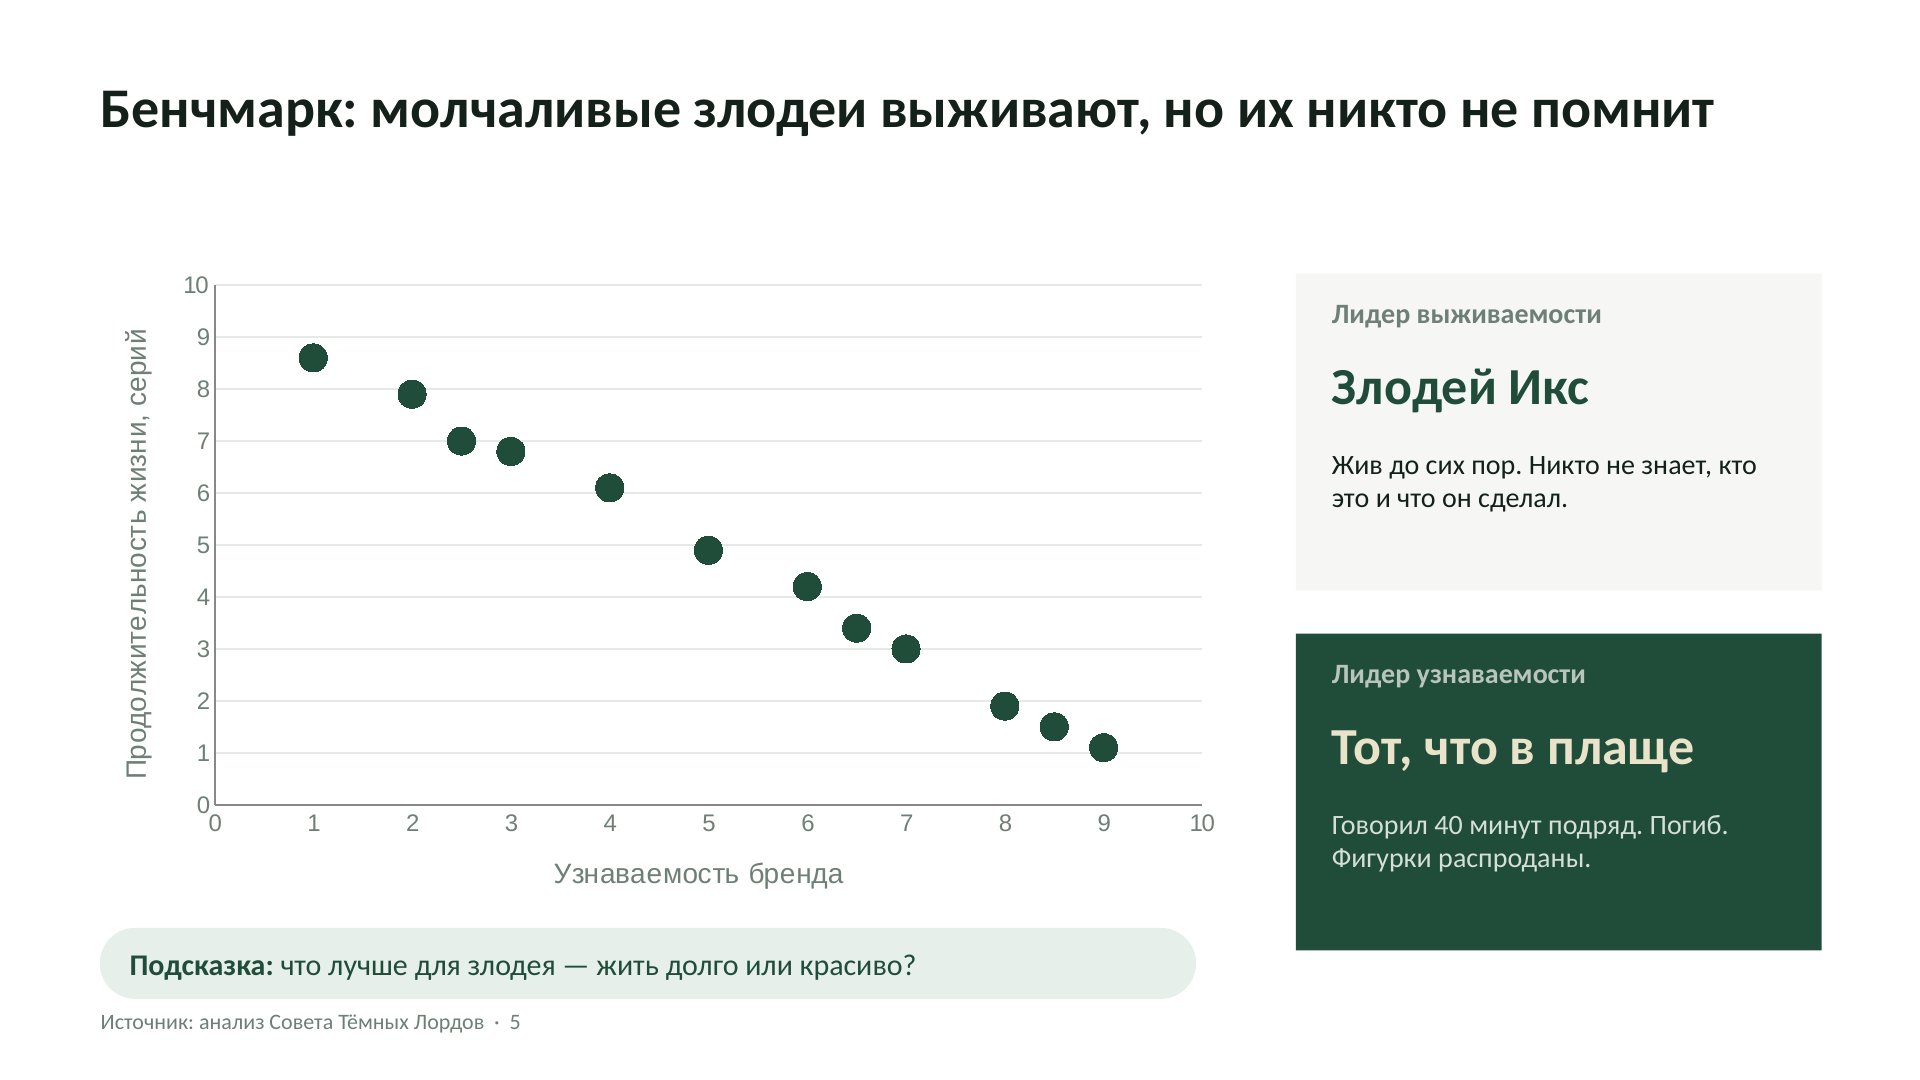 Бенчмарк: молчаливые злодеи выживают, но их никто не помнит
Продолжительность жизни, серий
10
9
8
7
6
5
4
3
2
1
0
0 1 2 3 4 5 6 7 8 9 10
Узнаваемость бренда
Лидер выживаемости
Злодей Икс
Жив до сих пор. Никто не знает, кто
это и что он сделал.
Лидер узнаваемости
Тот, что в плаще
Говорил 40 минут подряд. Погиб.
Фигурки распроданы.
Подсказка: что лучше для злодея — жить долго или красиво?
Источник: анализ Совета Тёмных Лордов · 5